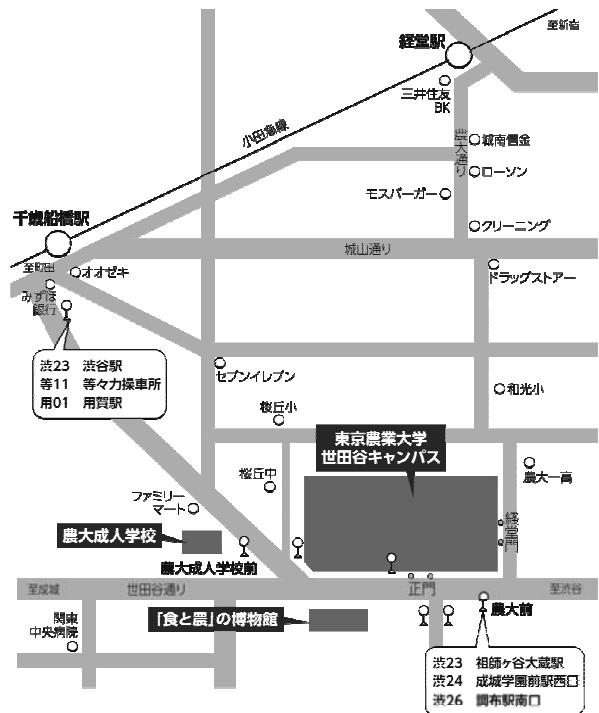 至新宿
経堂駅
三井住友
BK
小田急線
農大通り
城南信金
ローソン
モスバーガー
クリーニング
千歳船橋駅
城山通り
至町田
オオゼキ
ドラッグストアー
みずほ
銀行
渋23 渋谷駅
等11 等々力操車所
用01 用賀駅
セブンイレブン
和光小
桜丘小
東京農業大学
世田谷キャンパス
桜丘中
農大一高
ファミリー
マート
経堂門
農大成人学校
農大成人学校前
至成城
世田谷通り
正門
至渋谷
農大前
「食と農」の博物館
関東
中央病院
渋23 祖師ヶ谷大蔵駅
渋24 成城学園前駅西口
渋26 調布駅南口